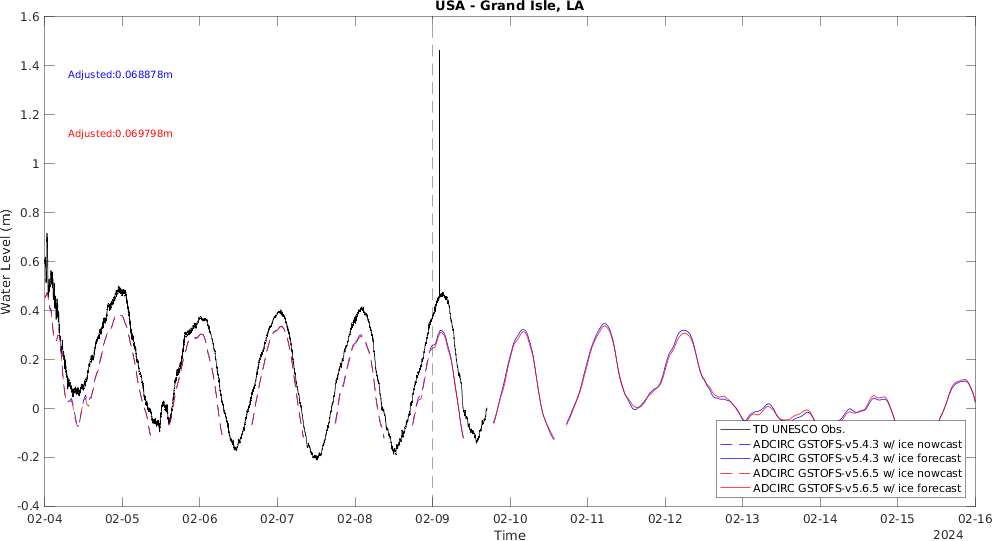 USA - Grand Isle, LA
1.6
1.4
1.2
1
0.8
0.6
0.4
0.2
0
-0.2
-0.4
Water Level (m)
Adjusted:0.068878m
Adjusted:0.069798m
TD UNESCO Obs.
ADCIRC GSTOFS-v5.4.3 w/ ice nowcast
ADCIRC GSTOFS-v5.4.3 w/ ice forecast
ADCIRC GSTOFS-v5.6.5 w/ ice nowcast
ADCIRC GSTOFS-v5.6.5 w/ ice forecast
02-04 02-05 02-06 02-07 02-08 02-09 02-10 02-11 02-12 02-13 02-14 02-15 02-16
Time
2024